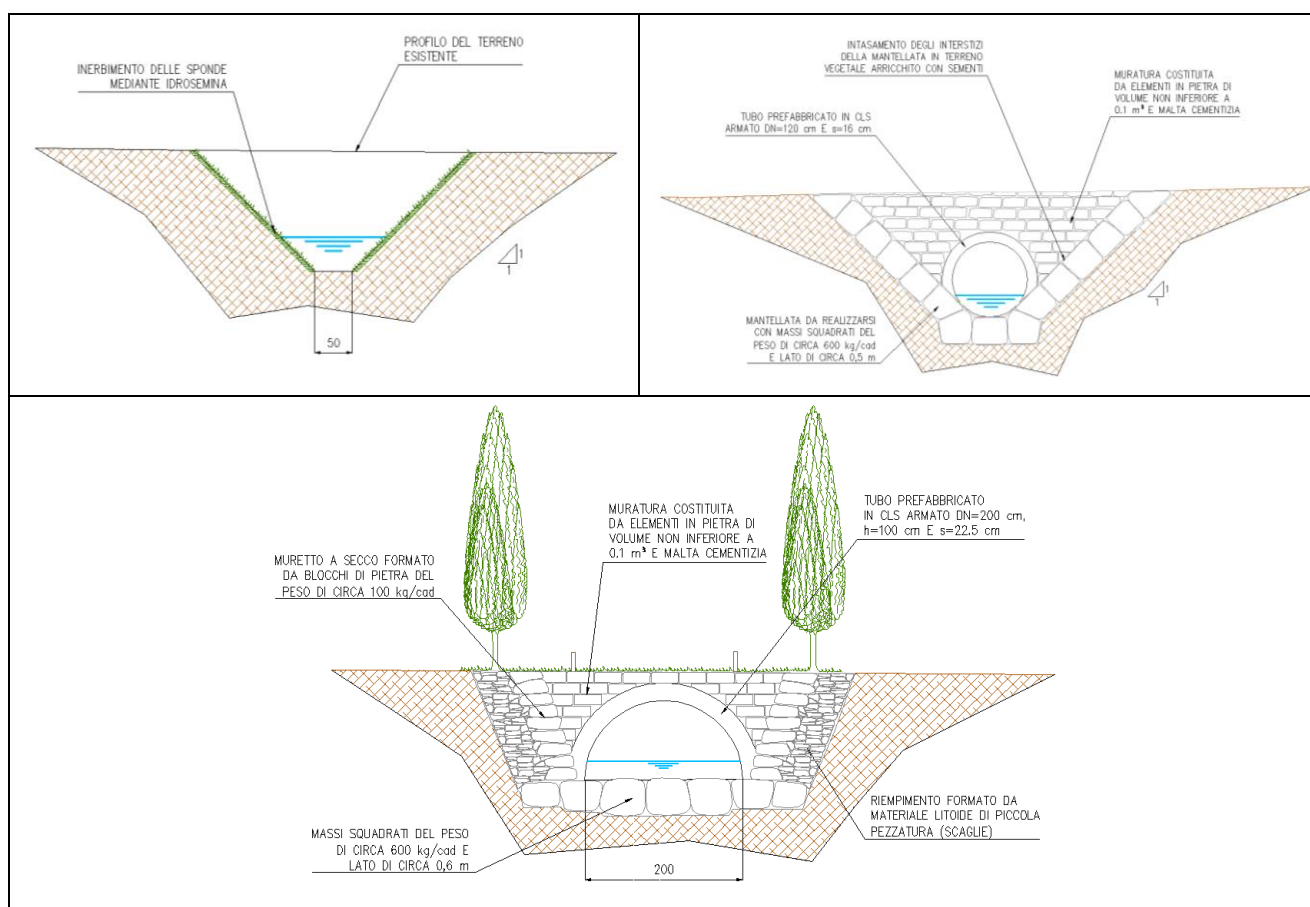 PROFILO DEL TERRENO
ESISTENTE
INERBIMENTO DELLE SPONDE
MEDIANTE IDROSEMINA
1
1
50
INTASAMENTO DEGLI INTERSTIZI
DELLA MANTELLATA IN TERRENO
VEGETALE ARRICCHITO CON SEMENTI
MURATURA COSTITUITA
DA ELEMENTI IN PIETRA DI
VOLUME NON INFERIORE A
0.1 m³ E MALTA CEMENTIZIA
TUBO PREFABBRICATO IN CLS
ARMATO DN=120 cm E s=16 cm
1
1
MANTELLATA DA REALIZZARSI
CON MASSI SQUADRATI DEL
PESO DI CIRCA 600 kg/cad
E LATO DI CIRCA 0,5 m
MURATURA COSTITUITA
DA ELEMENTI IN PIETRA DI
VOLUME NON INFERIORE A
0.1 m³ E MALTA CEMENTIZIA
TUBO PREFABBRICATO
IN CLS ARMATO DN=200 cm,
h=100 cm E s=22.5 cm
MURETTO A SECCO FORMATO
DA BLOCCHI DI PIETRA DEL
PESO DI CIRCA 100 kg/cad
RIEMPIMENTO FORMATO DA
MATERIALE LITOIDE DI PICCOLA
PEZZATURA (SCAGLIE)
MASSI SQUADRATI DEL PESO
DI CIRCA 600 kg/cad E
LATO DI CIRCA 0,6 m
200